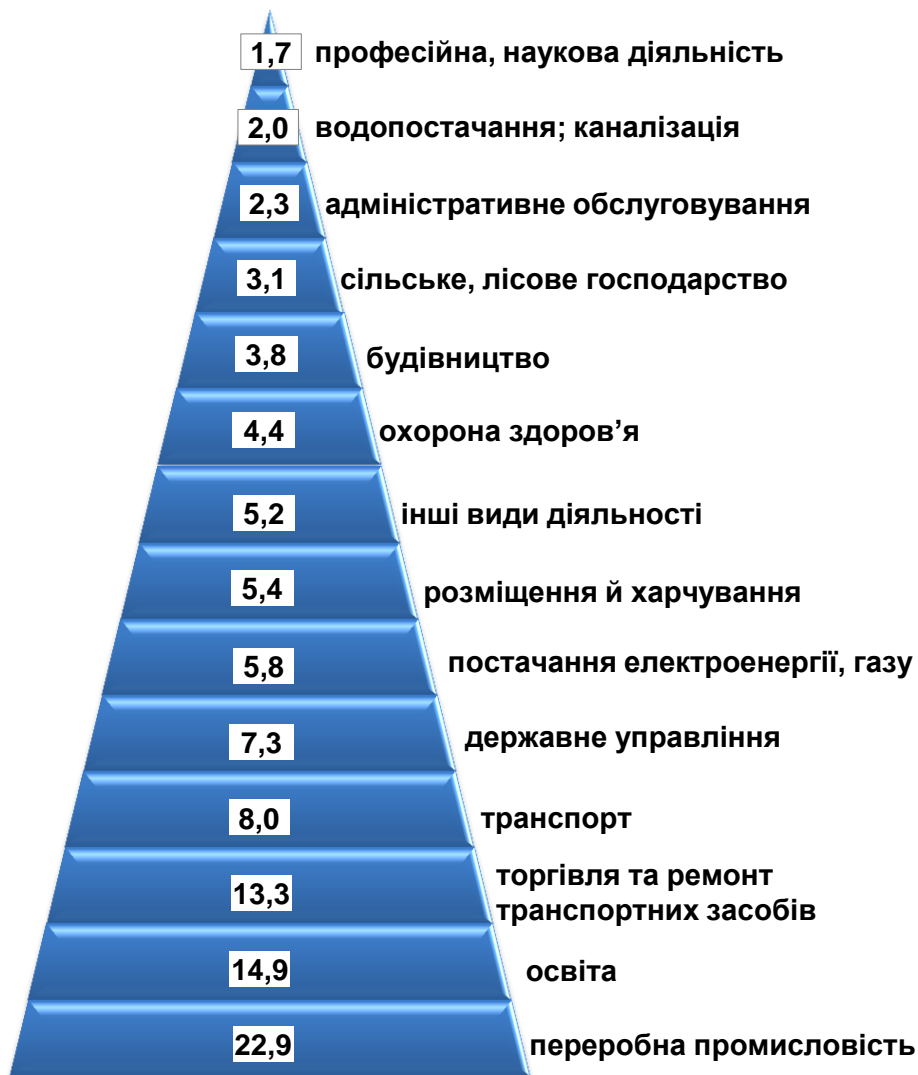 1,7 професійна, наукова діяльність
2,0 водопостачання; каналізація
2,3 адміністративне обслуговування
3,1 сільське, лісове господарство
3,8 будівництво
4,4 охорона здоров’я
5,2 інші види діяльності
5,4 розміщення й харчування
5,8 постачання електроенергії, газу
7,3 державне управління
8,0 транспорт
13,3 торгівля та ремонт
транспортних засобів
14,9 освіта
22,9 переробна промисловість